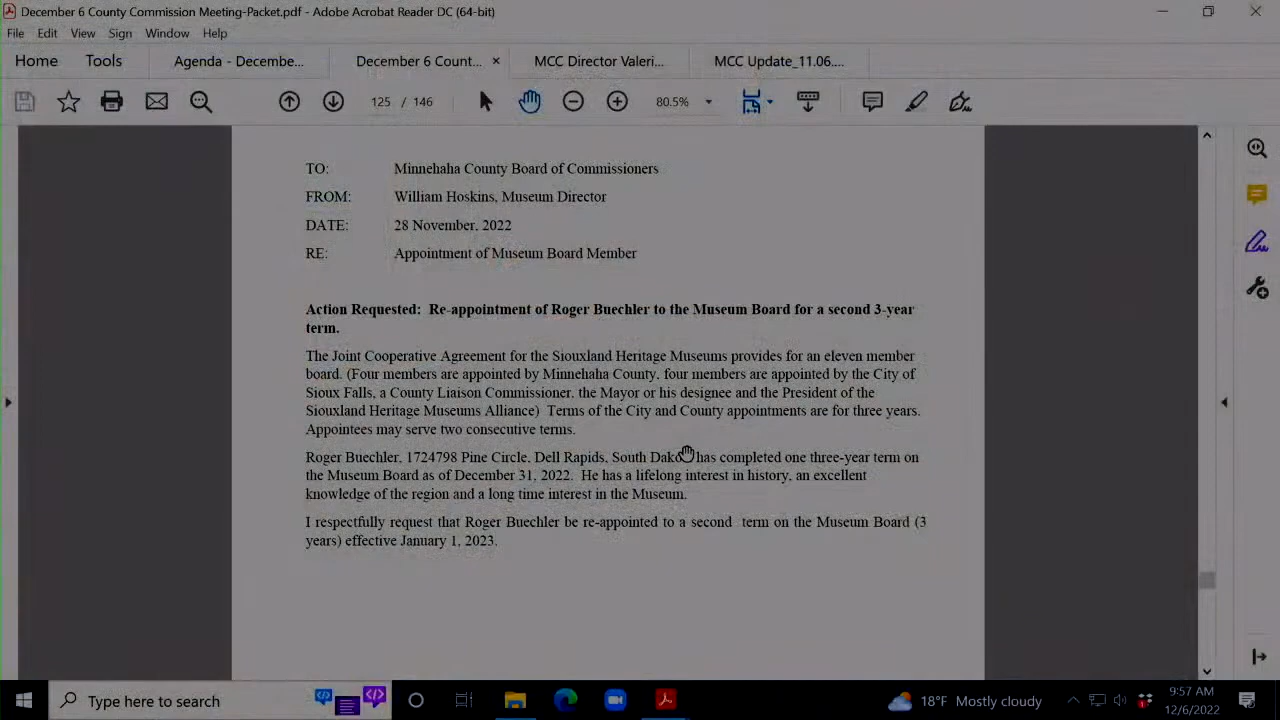 December 6 County Commission Meeting-Packet.pdf - Adobe Acrobat Reader DC (64-bit)
File Edit View Sign Window Help
Home Tools Agenda - Decembe... December 6 Count... × MCC Director Valeri... MCC Update_11.06....
125 / 146 80.5%
TO: Minnehaha County Board of Commissioners
FROM: William Hoskins, Museum Director
DATE: 28 November, 2022
RE: Appointment of Museum Board Member
Action Requested: Re-appointment of Roger Buechler to the Museum Board for a second 3-year
term.
The Joint Cooperative Agreement for the Siouxland Heritage Museums provides for an eleven member
board. (Four members are appointed by Minnehaha County, four members are appointed by the City of
Sioux Falls, a County Liaison Commissioner, the Mayor or his designee and the President of the
Siouxland Heritage Museums Alliance) Terms of the City and County appointments are for three years.
Appointees may serve two consecutive terms.
Roger Buechler, 1724798 Pine Circle, Dell Rapids, South Dakota has completed one three-year term on
the Museum Board as of December 31, 2022. He has a lifelong interest in history, an excellent
knowledge of the region and a long time interest in the Museum.
I respectfully request that Roger Buechler be re-appointed to a second term on the Museum Board (3
years) effective January 1, 2023.
Type here to search
18°F Mostly cloudy
9:57 AM
12/6/2022